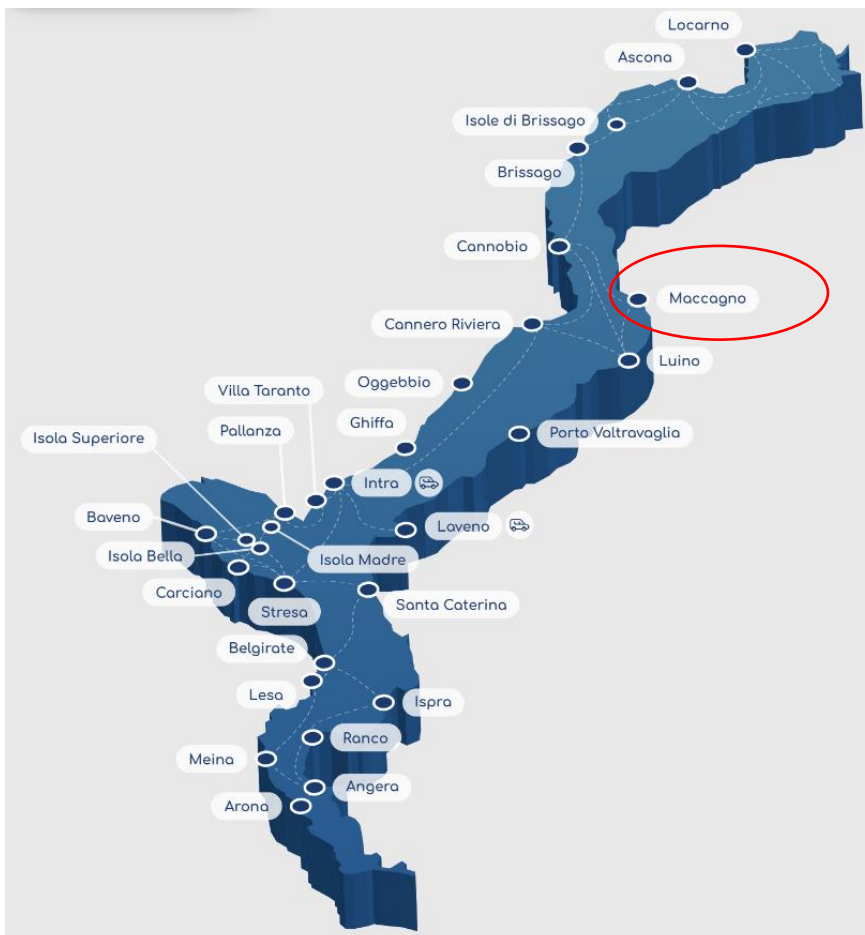 Locarno
Ascona
Isole di Brissago
Brissago
Cannobio
Maccagno
Cannero Riviera
Luino
Oggebbio
Villa Taranto
Ghiffa
Pallanza
Porto Valtravaglia
Isola Superiore
Intra
Baveno
Laveno
Isola Bella
Isola Madre
Carciano
Stresa
Santa Caterina
Belgirate
Lesa
Ispra
Ranco
Meina
Angera
Arona